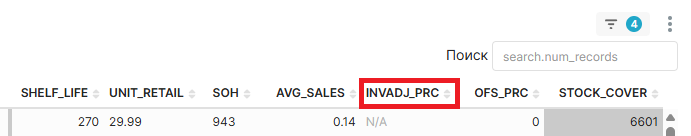 4
Поиск search.num_records
SHELF_LIFE UNIT_RETAIL SOH AVG_SALES INVADJ_PRC OFS_PRC STOCK_COVER
270 29.99 943 0.14 N/A 0 6601